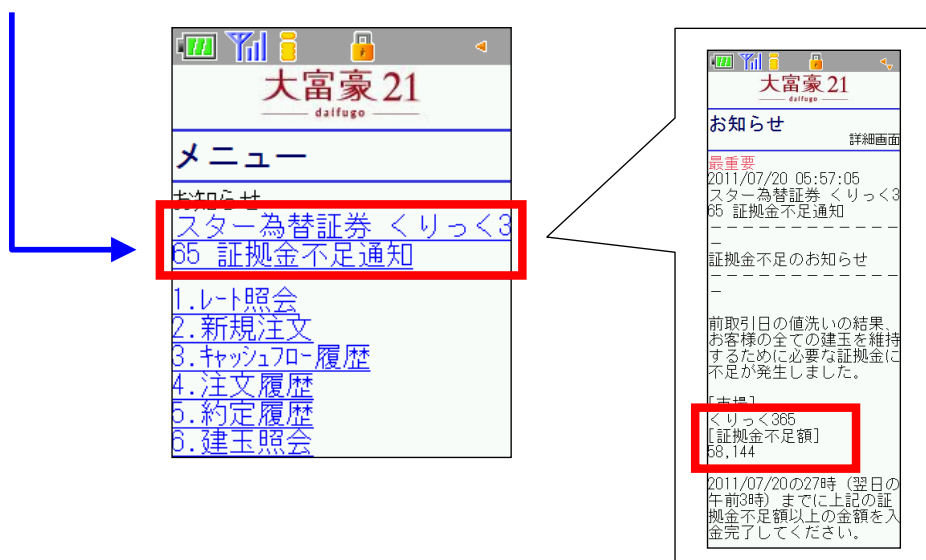 大富豪21
daifugo
メニュー
お知らせ
スター為替証券 くりっく3
65 証拠金不足通知
1.レート照会
2.新規注文
3.キャッシュフロー履歴
4.注文履歴
5.約定履歴
6.建玉照会
大富豪21
daifugo
お知らせ
詳細画面
最重要
2011/07/20 05:57:05
スター為替証券 くりっく3
65 証拠金不足通知
－－－－－－－－－－－－
－
証拠金不足のお知らせ
－－－－－－－－－－－－
－
前取引日の値洗いの結果、
お客様の全ての建玉を維持
するために必要な証拠金に
不足が発生しました。
[市場]
くりっく365
[証拠金不足額]
58,144
2011/07/20の27時（翌日の
午前3時）までに上記の証
拠金不足額以上の金額を入
金完了してください。